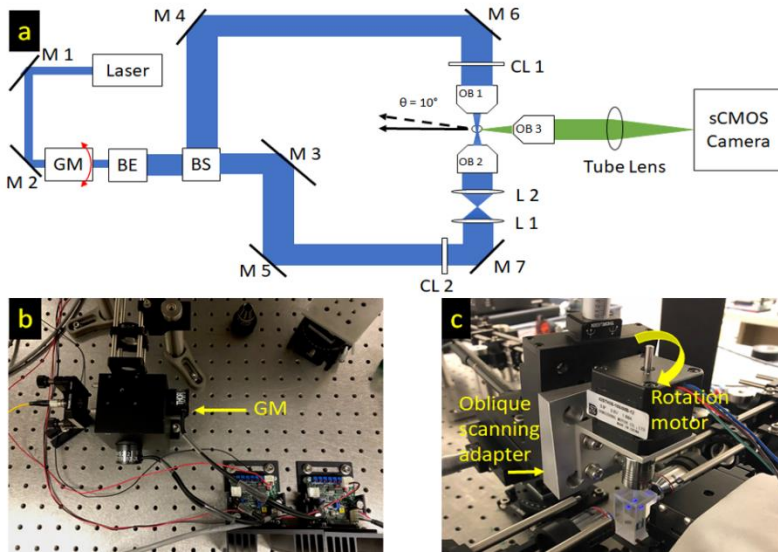 a
M 4
M 6
M 1
Laser
CL 1
OB 1
θ = 10°
OB 3
sCMOS
Camera
M 3
GM
BE
BS
OB 2
Tube Lens
M 2
L 2
L 1
M 5
CL 2
M 7
b
GM
c
Rotation
motor
Oblique
scanning
adapter